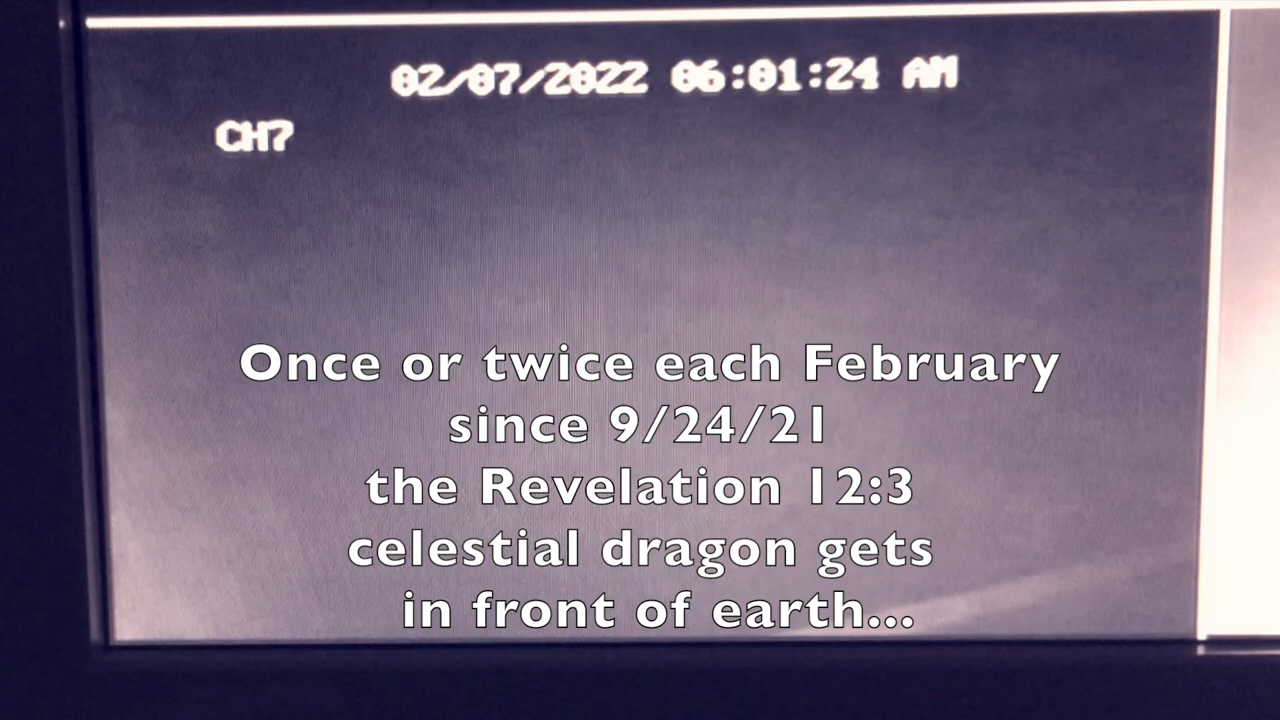 02/07/2022 06:01:24 AM
CH7
Once or twice each February
since 9/24/21
the Revelation 12:3
celestial dragon gets
in front of earth...